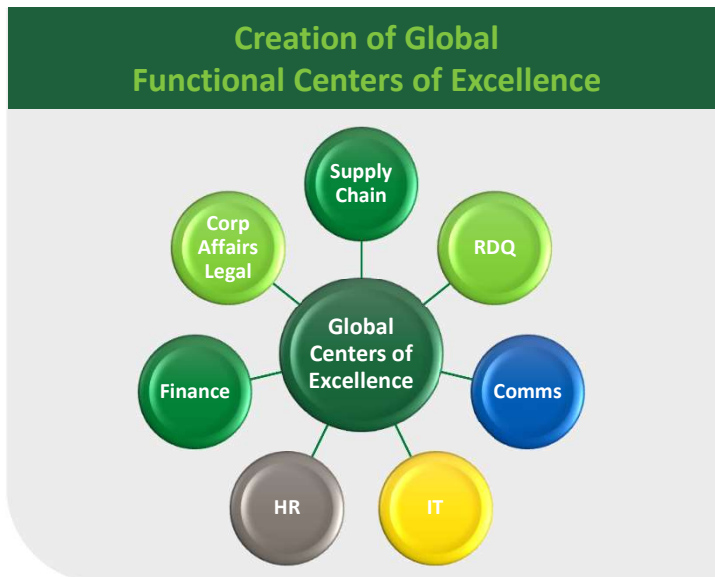 Creation of Global
Functional Centers of Excellence
Supply
Chain
Corp
Affairs
Legal
RDQ
Global
Centers of
Excellence
Finance
Comms
HR
IT